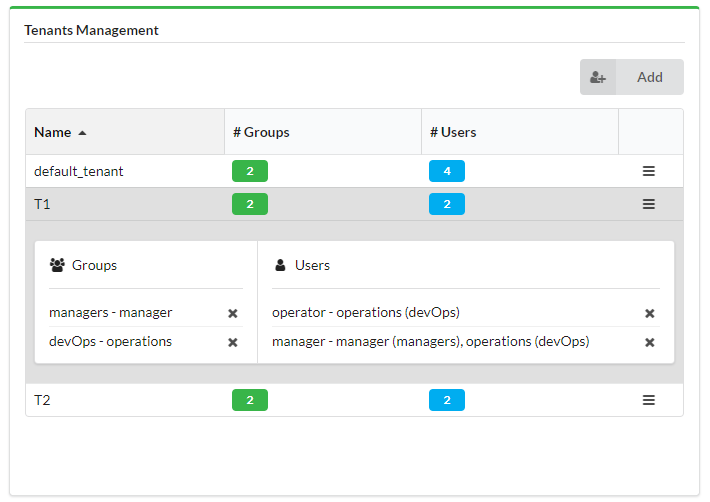 Tenants Management
Add
Name # Groups # Users
default_tenant 2 4
T1 2 2
Groups Users
managers - manager operator - operations (devOps)
devOps - operations manager - manager (managers), operations (devOps)
T2 2 2